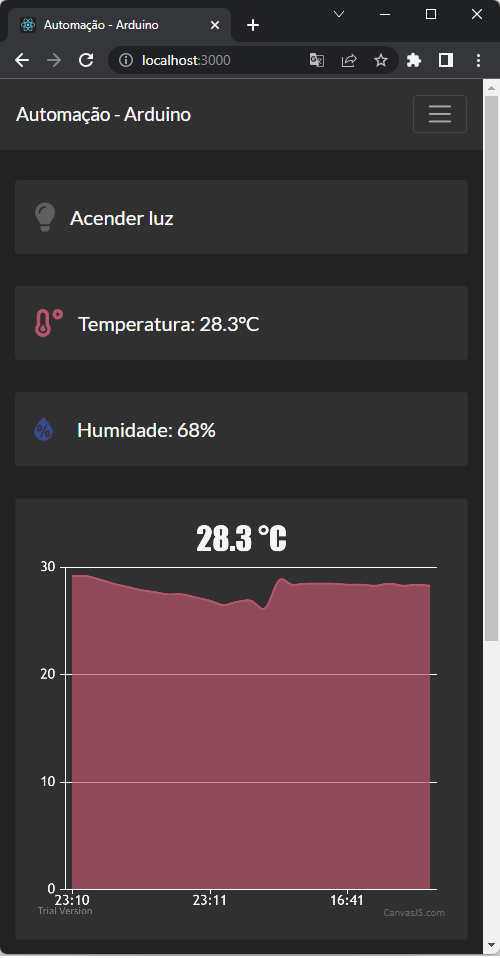 Automação - Arduino
localhost:3000
Automação - Arduino
Acender luz
Temperatura: 28.3°C
Humidade: 68%
28.3 °C
30
20
10
0
23:10 23:11 16:41
Trial Version CanvasJS.com